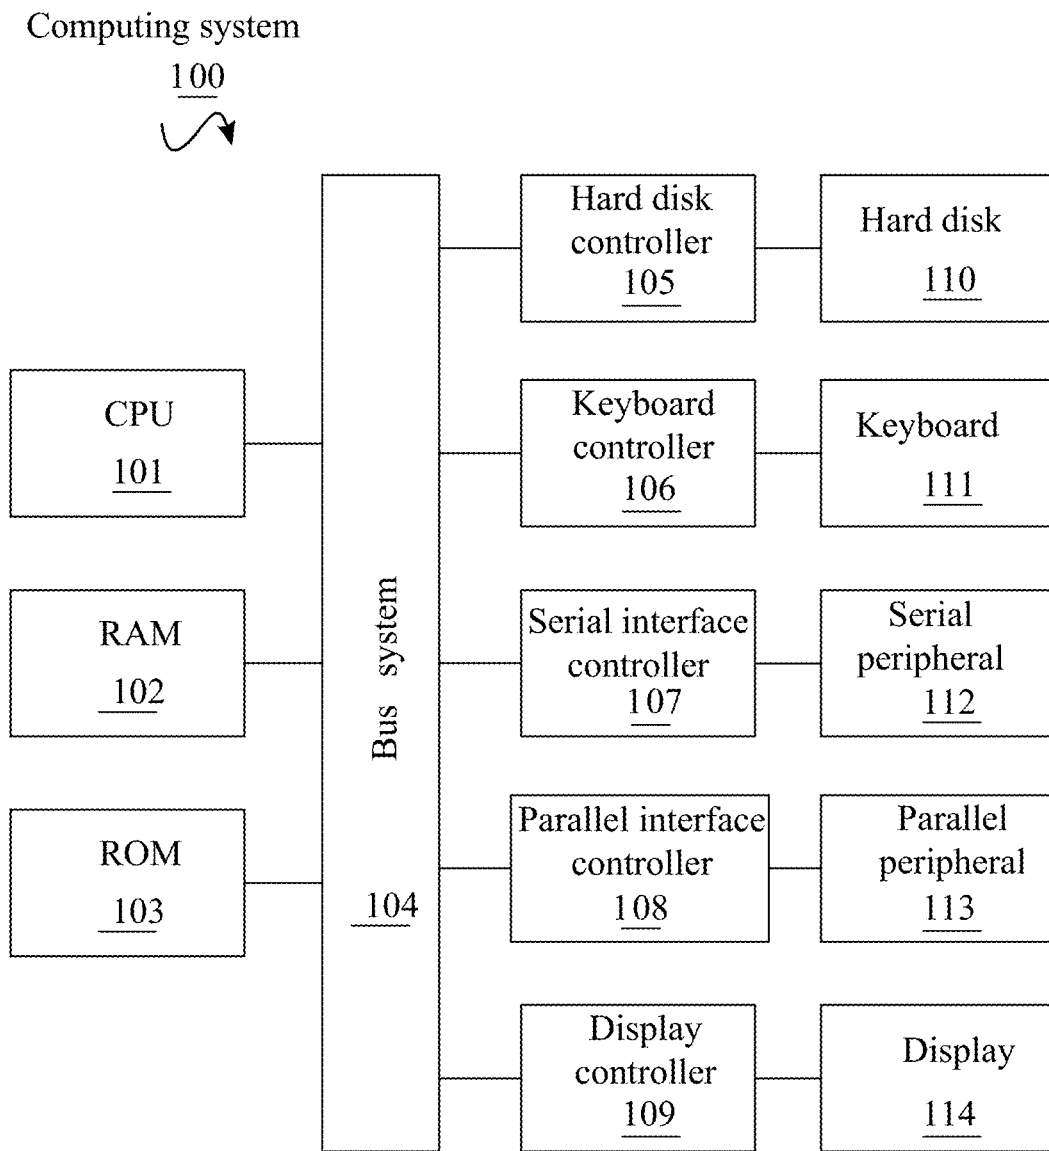 Computing system
100
Hard disk
controller
105
Hard disk
110
CPU
101
Keyboard
controller
106
Keyboard
111
RAM
102
Bus system
104
Serial interface
controller
107
Serial
peripheral
112
ROM
103
Parallel interface
controller
108
Parallel
peripheral
113
Display
controller
109
Display
114